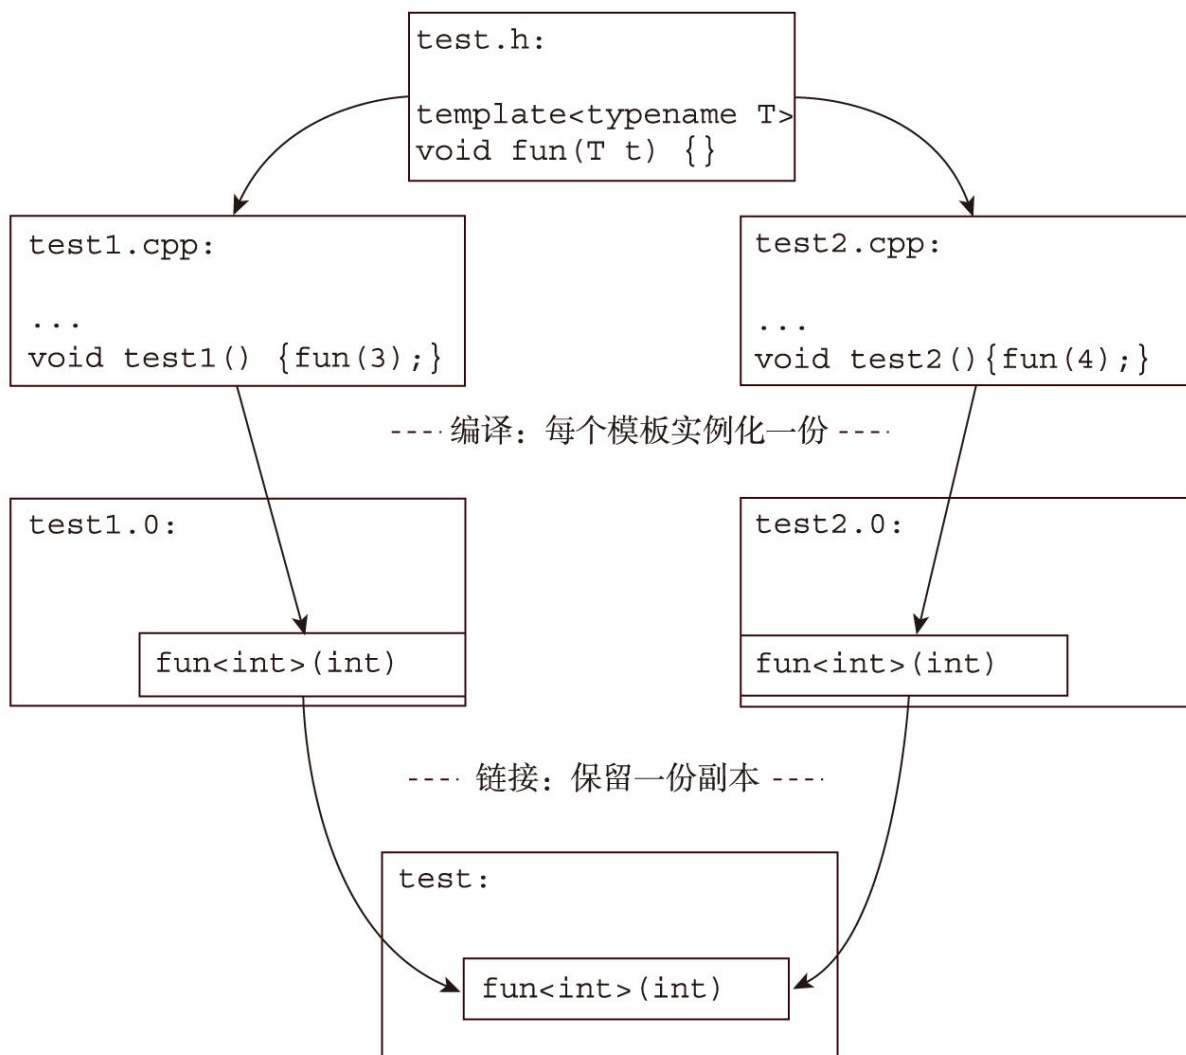 test.h:
template<typename T>
void fun(T t) {}
test1.cpp:
...
void test1() {fun(3);}
test2.cpp:
...
void test2(){fun(4);}
---- 编译：每个模板实例化一份 ----
test1.0:
fun<int>(int)
test2.0:
fun<int>(int)
---- 链接：保留一份副本 ----
test:
fun<int>(int)